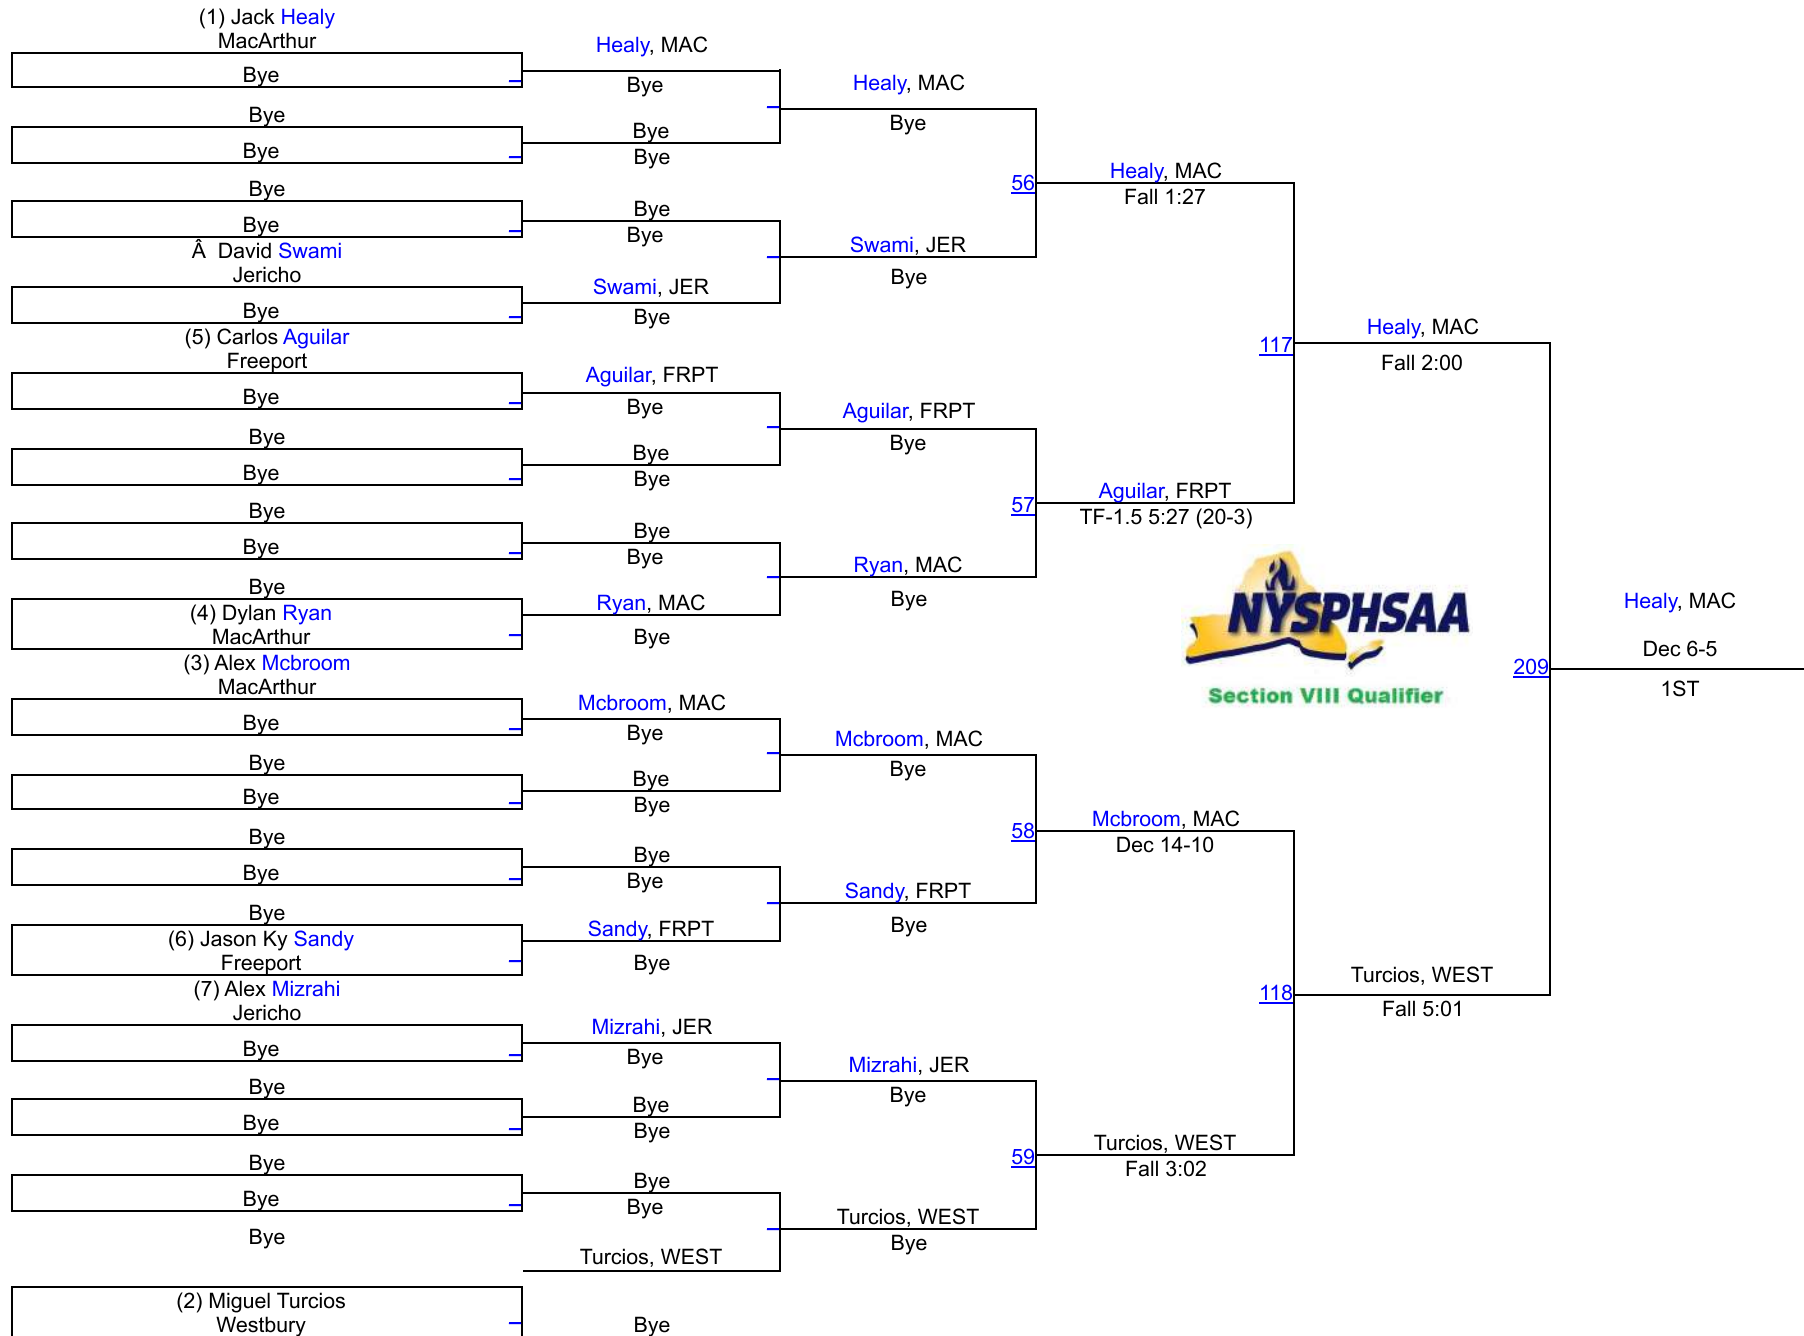 (1) Jack Healy
MacArthur
Bye
Bye
Bye
Bye
Bye
Â  David Swami
Jericho
Bye
(5) Carlos Aguilar
Freeport
Bye
Bye
Bye
Bye
Bye
Bye
(4) Dylan Ryan
MacArthur
(3) Alex Mcbroom
MacArthur
Bye
Bye
Bye
Bye
Bye
Bye
(6) Jason Ky Sandy
Freeport
(7) Alex Mizrahi
Jericho
Bye
Bye
Bye
Bye
Bye
Bye
(2) Miguel Turcios
Westbury
Healy, MAC
Bye
Bye
Bye
Bye
Bye
Swami, JER
Bye
Aguilar, FRPT
Bye
Bye
Bye
Bye
Bye
Ryan, MAC
Bye
Mcbroom, MAC
Bye
Bye
Bye
Bye
Bye
Sandy, FRPT
Bye
Mizrahi, JER
Bye
Bye
Bye
Bye
Bye
Turcios, WEST
Bye
Healy, MAC
Bye
56
Swami, JER
Bye
Aguilar, FRPT
Bye
57
Ryan, MAC
Bye
Mcbroom, MAC
Bye
58
Sandy, FRPT
Bye
Mizrahi, JER
Bye
59
Turcios, WEST
Bye
Healy, MAC
Fall 1:27
117
Aguilar, FRPT
TF-1.5 5:27 (20-3)
NYSPHSAA
Section VIII Qualifier
Mcbroom, MAC
Dec 14-10
118
Turcios, WEST
Fall 3:02
Healy, MAC
Fall 2:00
209
Turcios, WEST
Fall 5:01
Healy, MAC
Dec 6-5
1ST